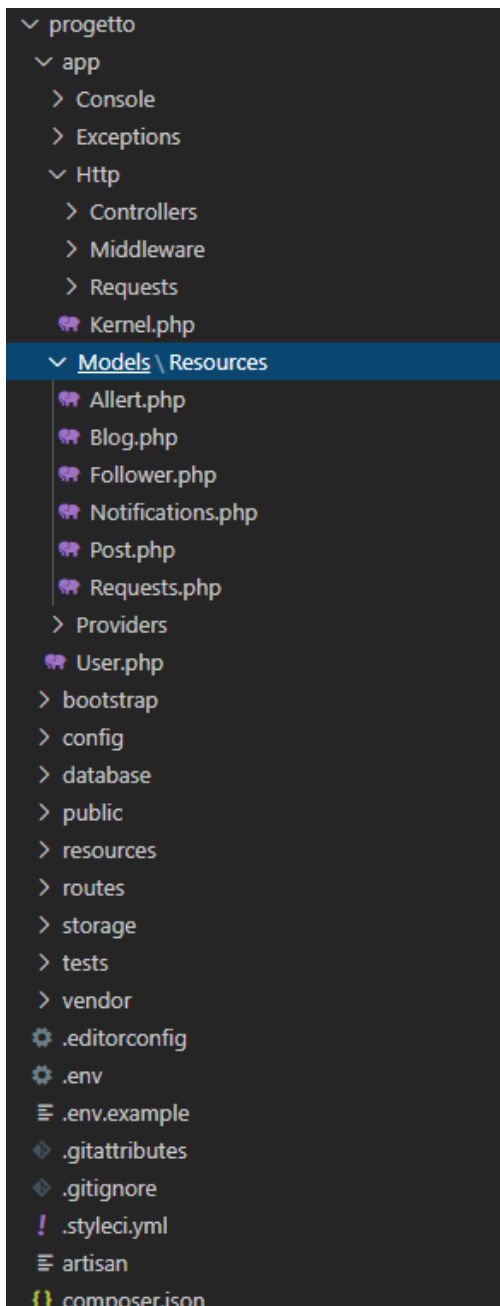 progetto
app
Console
Exceptions
Http
Controllers
Middleware
Requests
Kernel.php
Models \ Resources
Allert.php
Blog.php
Follower.php
Notifications.php
Post.php
Requests.php
Providers
User.php
bootstrap
config
database
public
resources
routes
storage
tests
vendor
.editorconfig
.env
.env.example
.gitattributes
.gitignore
! .styleci.yml
artisan
{} composer.json